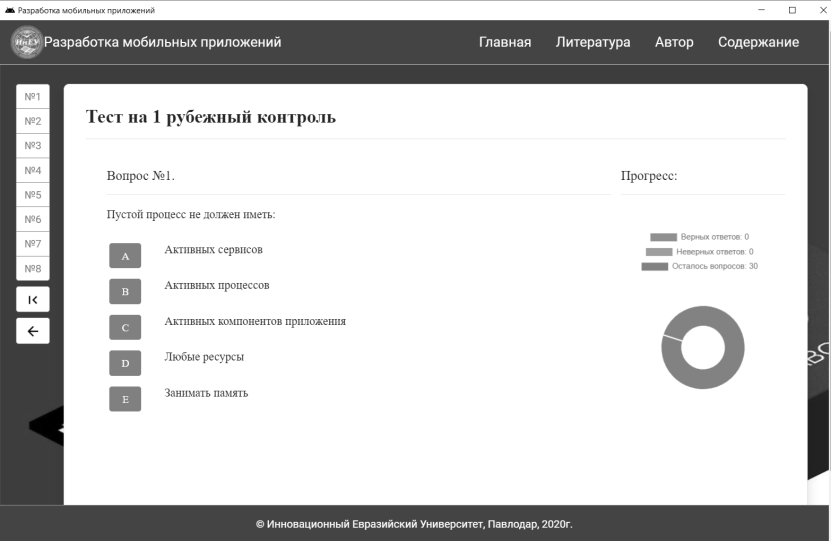 Разработка мобильных приложений
ИнЕУ Разработка мобильных приложений Главная Литература Автор Содержание
№1
№2
№3
№4
№5
№6
№7
№8
Тест на 1 рубежный контроль
Вопрос №1.
Пустой процесс не должен иметь:
A Активных сервисов
B Активных процессов
C Активных компонентов приложения
D Любые ресурсы
E Занимать память
Прогресс:
Верных ответов: 0
Неверных ответов: 0
Осталось вопросов: 30
© Инновационный Евразийский Университет, Павлодар, 2020г.